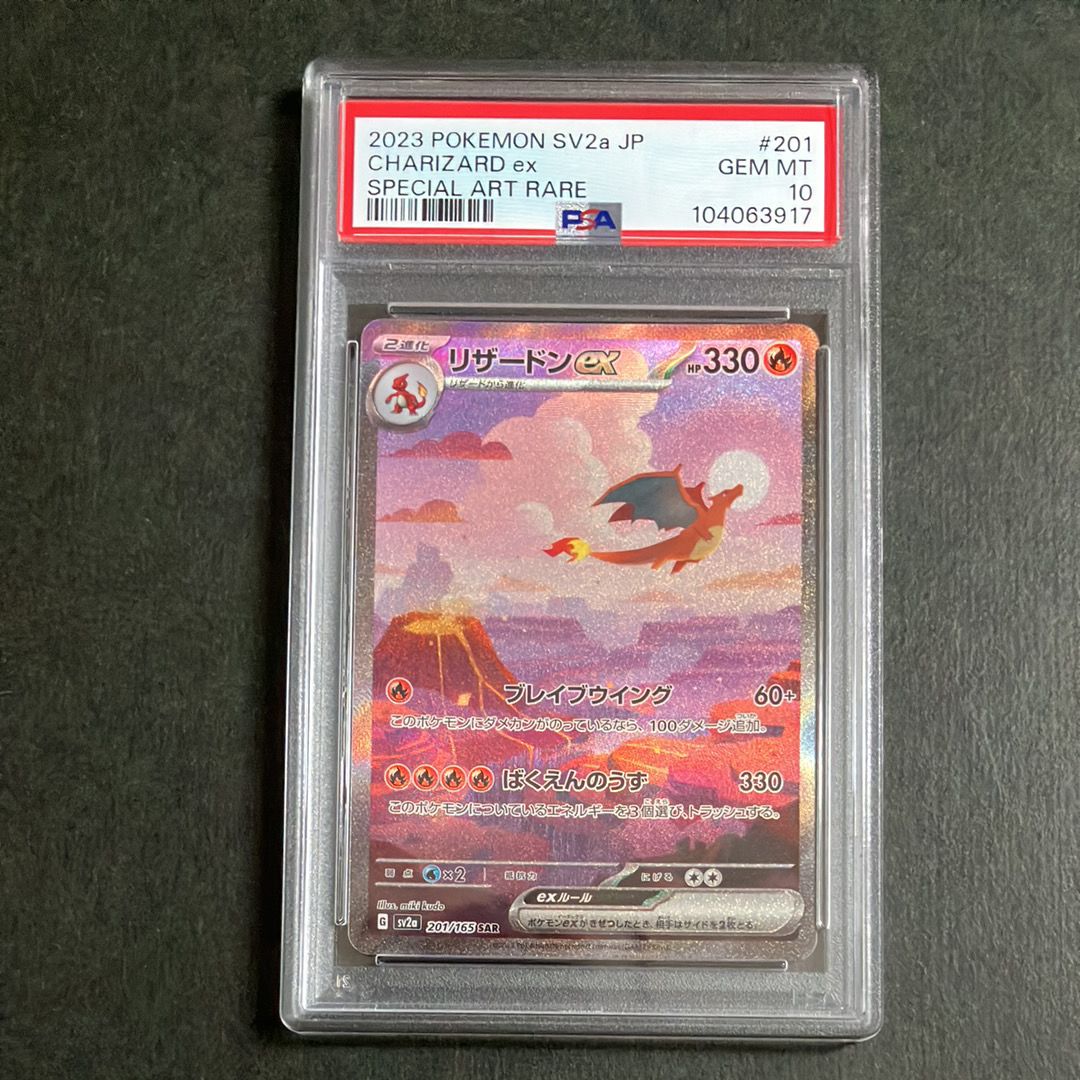 2023 POKEMON SV2a JP #201
CHARIZARD ex GEM MT
SPECIAL ART RARE 10
PSA 104063917
2進化 リザードンex HP330
リザードから進化
ブレイブウイング 60+
このポケモンにダメカンがのっているなら、100ダメージ追加。
ばくえんのうず 330
このポケモンについているエネルギーを3個選び、トラッシュする。
弱点 ×2 抵抗力 にげる
exルール
ポケモンexがきぜつしたとき、相手はサイドを2枚とる。
Illus. miki kudo
G sv2a 201/165 SAR